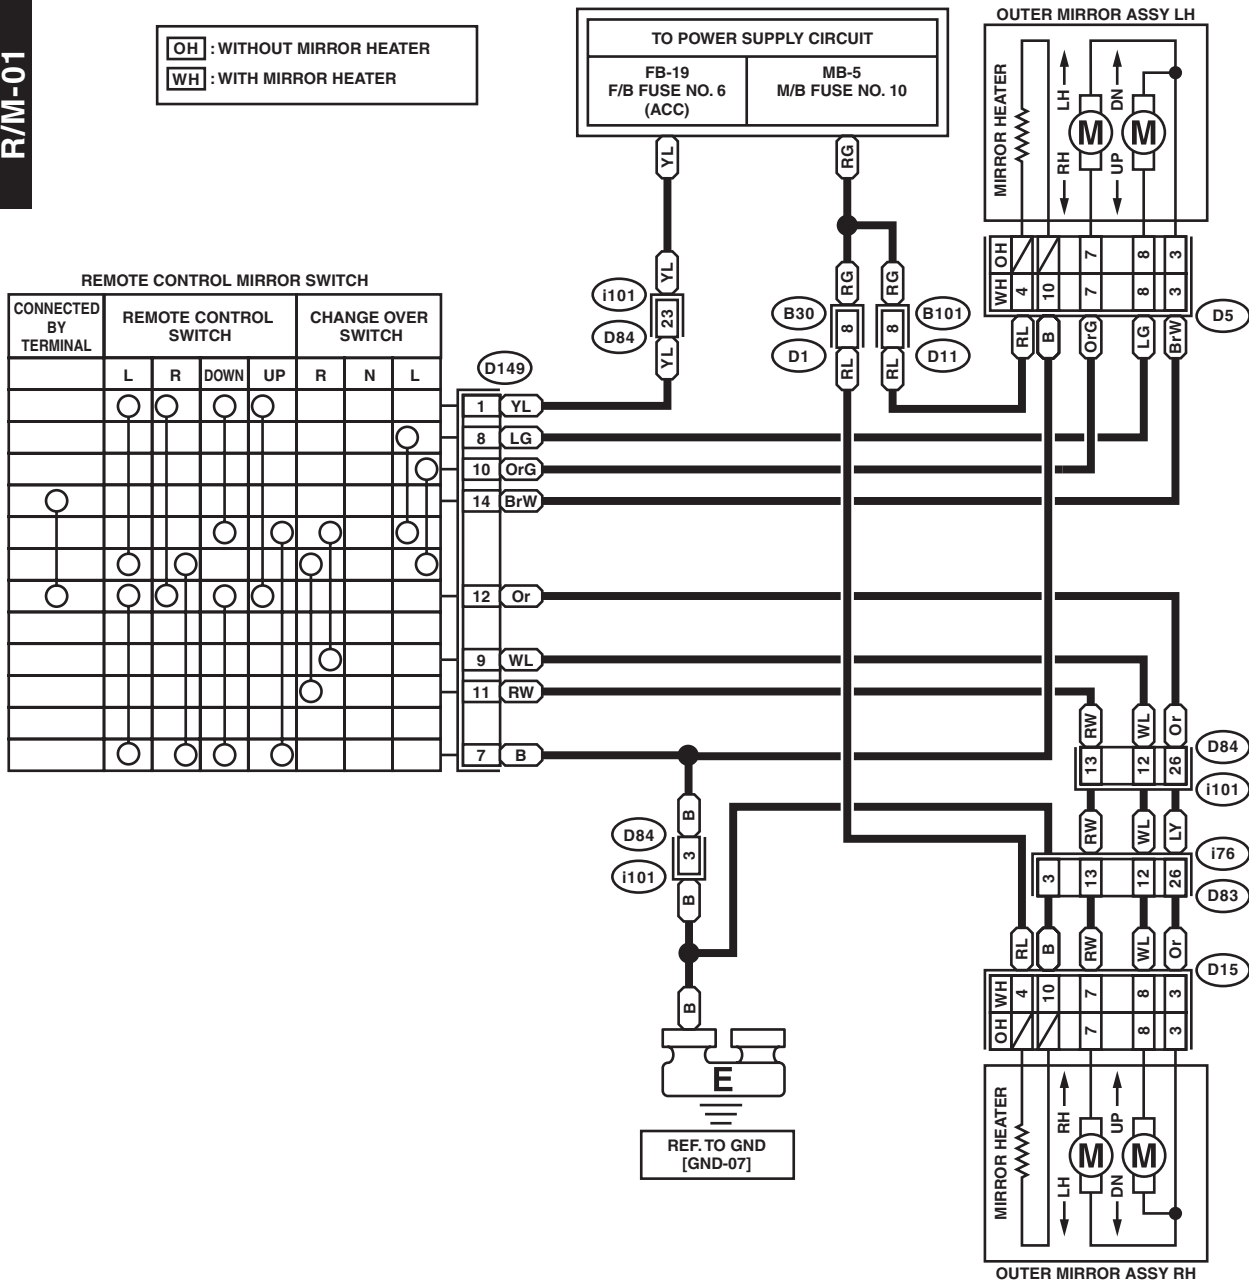 R/M-01
OH : WITHOUT MIRROR HEATER
WH : WITH MIRROR HEATER
TO POWER SUPPLY CIRCUIT
FB-19
F/B FUSE NO. 6
(ACC)
MB-5
M/B FUSE NO. 10
OUTER MIRROR ASSY LH
MIRROR HEATER
LH
RH
DN
UP
M
M
YL
RG
OH
7
8
3
WH
4
10
7
8
3
D5
RL
B
OrG
LG
BrW
YL
i101
23
D84
YL
RG
RG
B30
8
D1
RL
8
B101
D11
RL
REMOTE CONTROL MIRROR SWITCH
CONNECTED
BY
TERMINAL
REMOTE CONTROL
SWITCH
CHANGE OVER
SWITCH
L
R
DOWN
UP
R
N
L
D149
1 YL
8 LG
10 OrG
14 BrW
12 Or
9 WL
11 RW
7 B
RW
WL
Or
13
12
26
D84
i101
RW
WL
LY
i76
3
13
12
26
D83
B
D84
3
i101
B
B
E
REF. TO GND
[GND-07]
RL
B
RW
WL
Or
D15
WH
4
10
7
8
3
OH
7
8
3
MIRROR HEATER
RH
LH
UP
DN
M
M
OUTER MIRROR ASSY RH